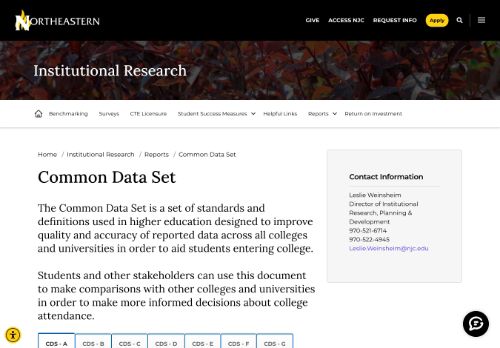 NORTHEASTERN
GIVE ACCESS NJC REQUEST INFO Apply
Institutional Research
Benchmarking Surveys CTE Licensure Student Success Measures Helpful Links Reports Return on Investment
Home / Institutional Research / Reports / Common Data Set
Common Data Set
The Common Data Set is a set of standards and
definitions used in higher education designed to improve
quality and accuracy of reported data across all colleges
and universities in order to aid students entering college.
Students and other stakeholders can use this document
to make comparisons with other colleges and universities
in order to make more informed decisions about college
attendance.
CDS - A CDS - B CDS - C CDS - D CDS - E CDS - F CDS - G
Contact Information
Leslie Weinsheim
Director of Institutional
Research, Planning &
Development
970-521-6714
970-522-4945
Leslie.Weinsheim@njc.edu